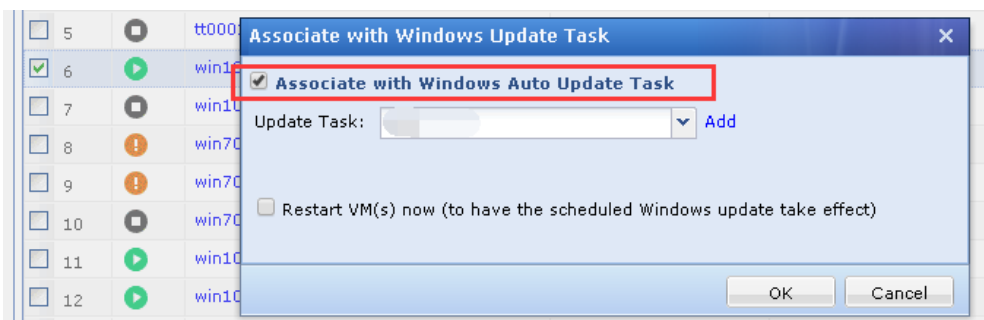 5 tt000
Associate with Windows Update Task
6 win10
Associate with Windows Auto Update Task
7 win10
Update Task: Add
8 win70
9 win70
Restart VM(s) now (to have the scheduled Windows update take effect)
10 win70
11 win10
12 win10
OK Cancel